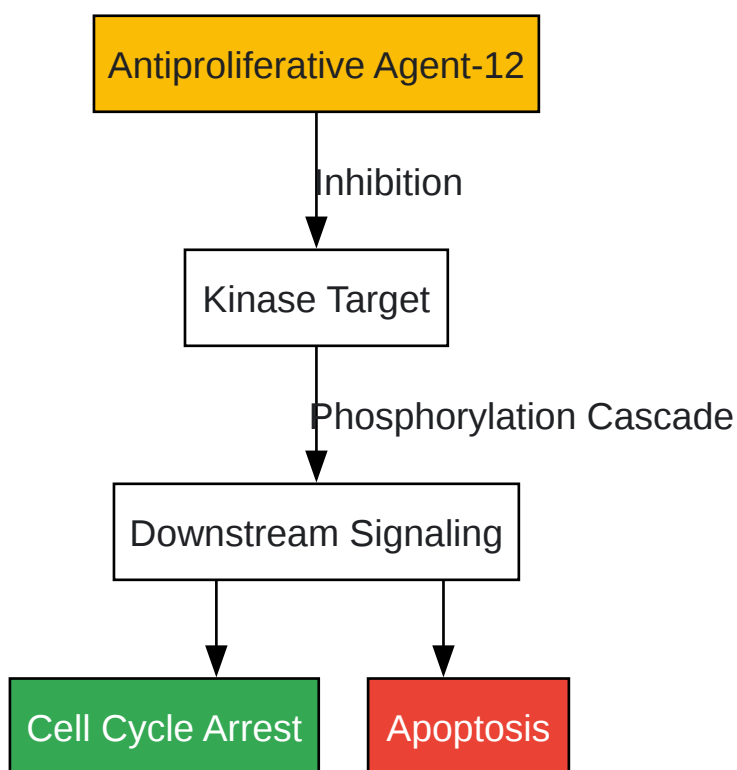 Antiproliferative Agent-12
Inhibition
Kinase Target
Phosphorylation Cascade
Downstream Signaling
Cell Cycle Arrest
Apoptosis